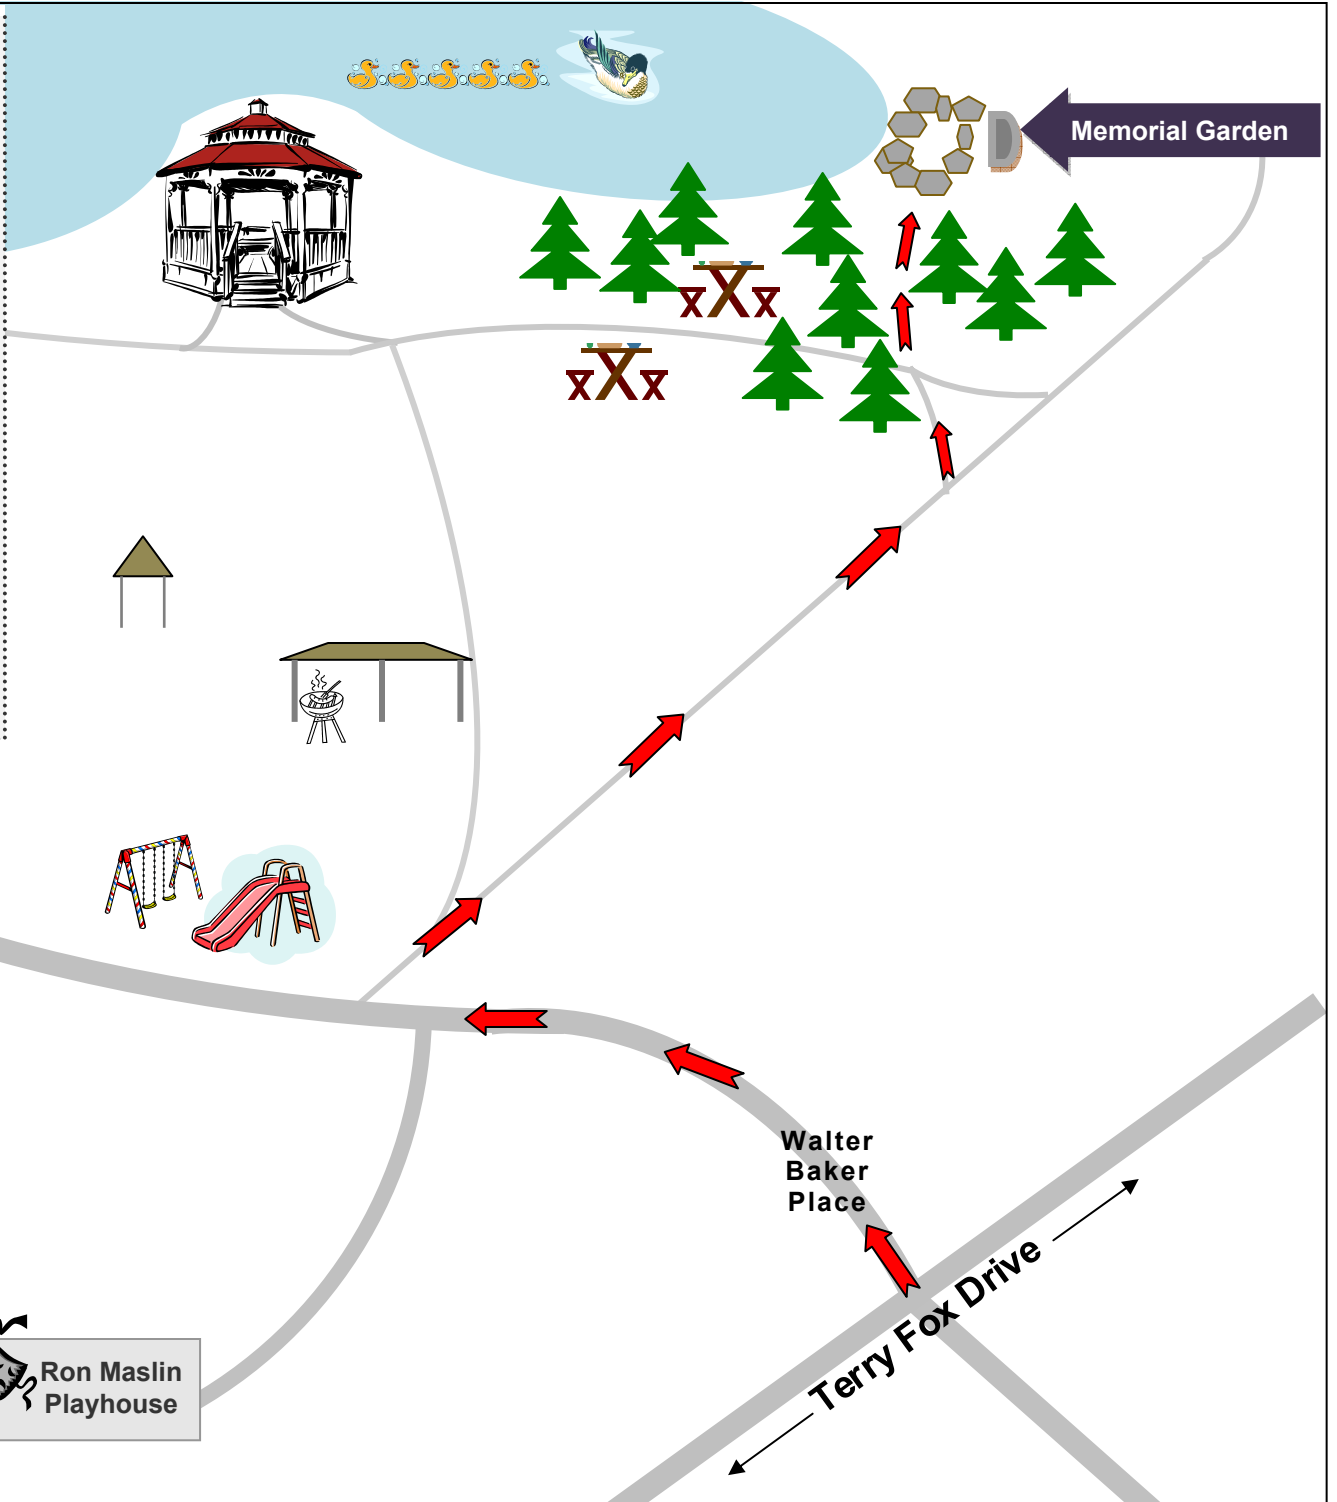 Memorial Garden
Walter
Baker
Place
Terry Fox Drive
Ron Maslin
Playhouse